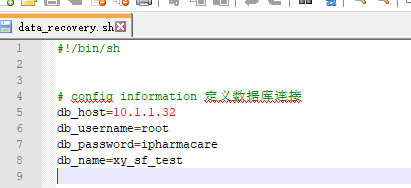 data_recovery.sh
1 #!/bin/sh
2
3
4 # config information 定义数据库连接
5 db_host=10.1.1.32
6 db_username=root
7 db_password=ipharmacare
8 db_name=xy_sf_test
9